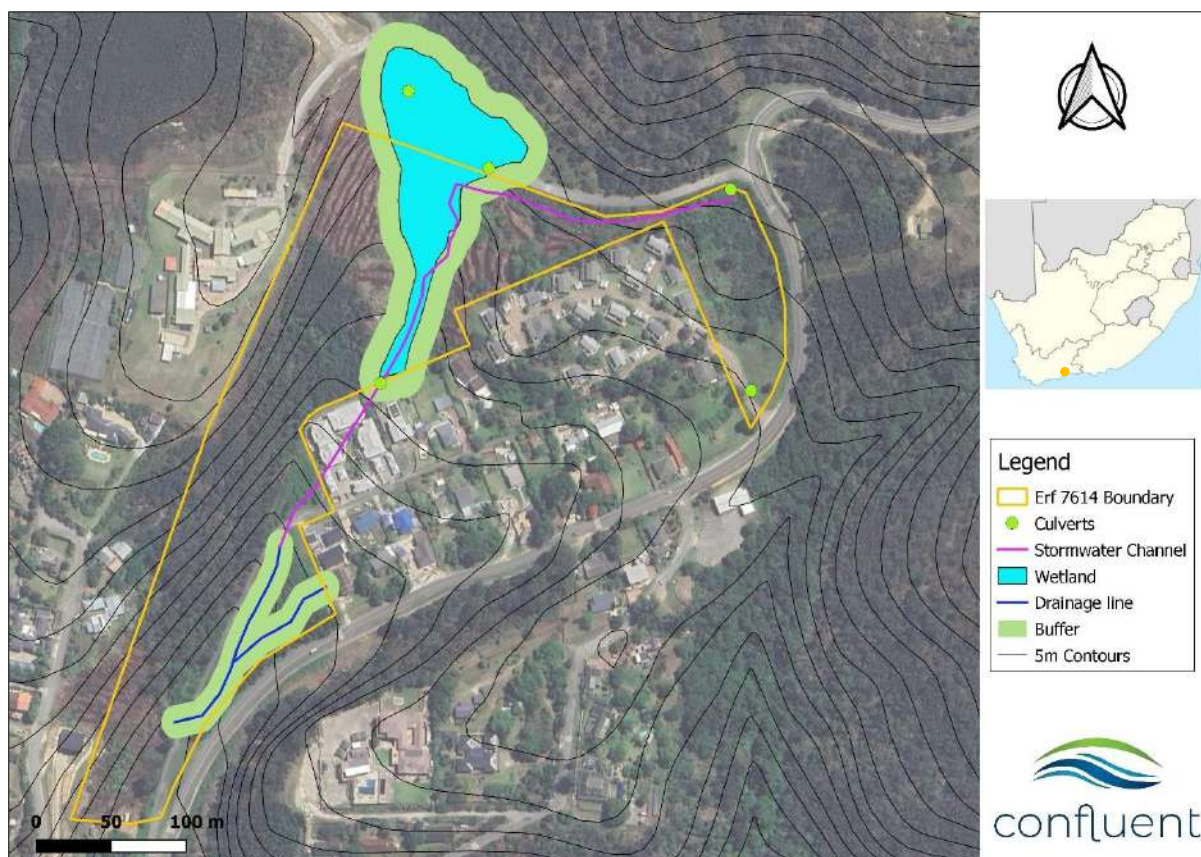 Legend
Erf 7614 Boundary
Culverts
Stormwater Channel
Wetland
Drainage line
Buffer
5m Contours
0 50 100 m
confluent